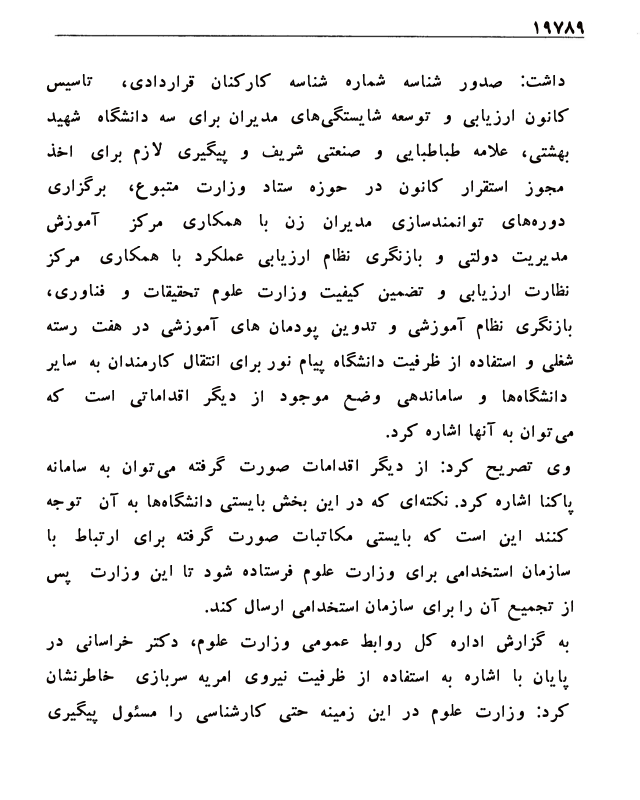 ۱۹۷۸۹
داشت: صدور شناسه شماره شناسه کارکنان قراردادی، تاسیس
کانون ارزیابی و توسعه شایستگی‌های مدیران برای سه دانشگاه شهید
بهشتی، علامه طباطبایی و صنعتی شریف و پیگیری لازم برای اخذ
مجوز استقرار کانون در حوزه ستاد وزارت متبوع، برگزاری
دوره‌های توانمندسازی مدیران زن با همکاری مرکز آموزش
مدیریت دولتی و بازنگری نظام ارزیابی عملکرد با همکاری مرکز
نظارت ارزیابی و تضمین کیفیت وزارت علوم تحقیقات و فناوری،
بازنگری نظام آموزشی و تدوین پودمان های آموزشی در هفت رسته
شغلی و استفاده از ظرفیت دانشگاه پیام نور برای انتقال کارمندان به سایر
دانشگاه‌ها و ساماندهی وضع موجود از دیگر اقداماتی است که
می‌توان به آنها اشاره کرد.
وی تصریح کرد: از دیگر اقدامات صورت گرفته می‌توان به سامانه
پاکنا اشاره کرد. نکته‌ای که در این بخش بایستی دانشگاه‌ها به آن توجه
کنند این است که بایستی مکاتبات صورت گرفته برای ارتباط با
سازمان استخدامی برای وزارت علوم فرستاده شود تا این وزارت پس
از تجمیع آن را برای سازمان استخدامی ارسال کند.
به گزارش اداره کل روابط عمومی وزارت علوم، دکتر خراسانی در
پایان با اشاره به استفاده از ظرفیت نیروی امریه سربازی خاطرنشان
کرد: وزارت علوم در این زمینه حتی کارشناسی را مسئول پیگیری